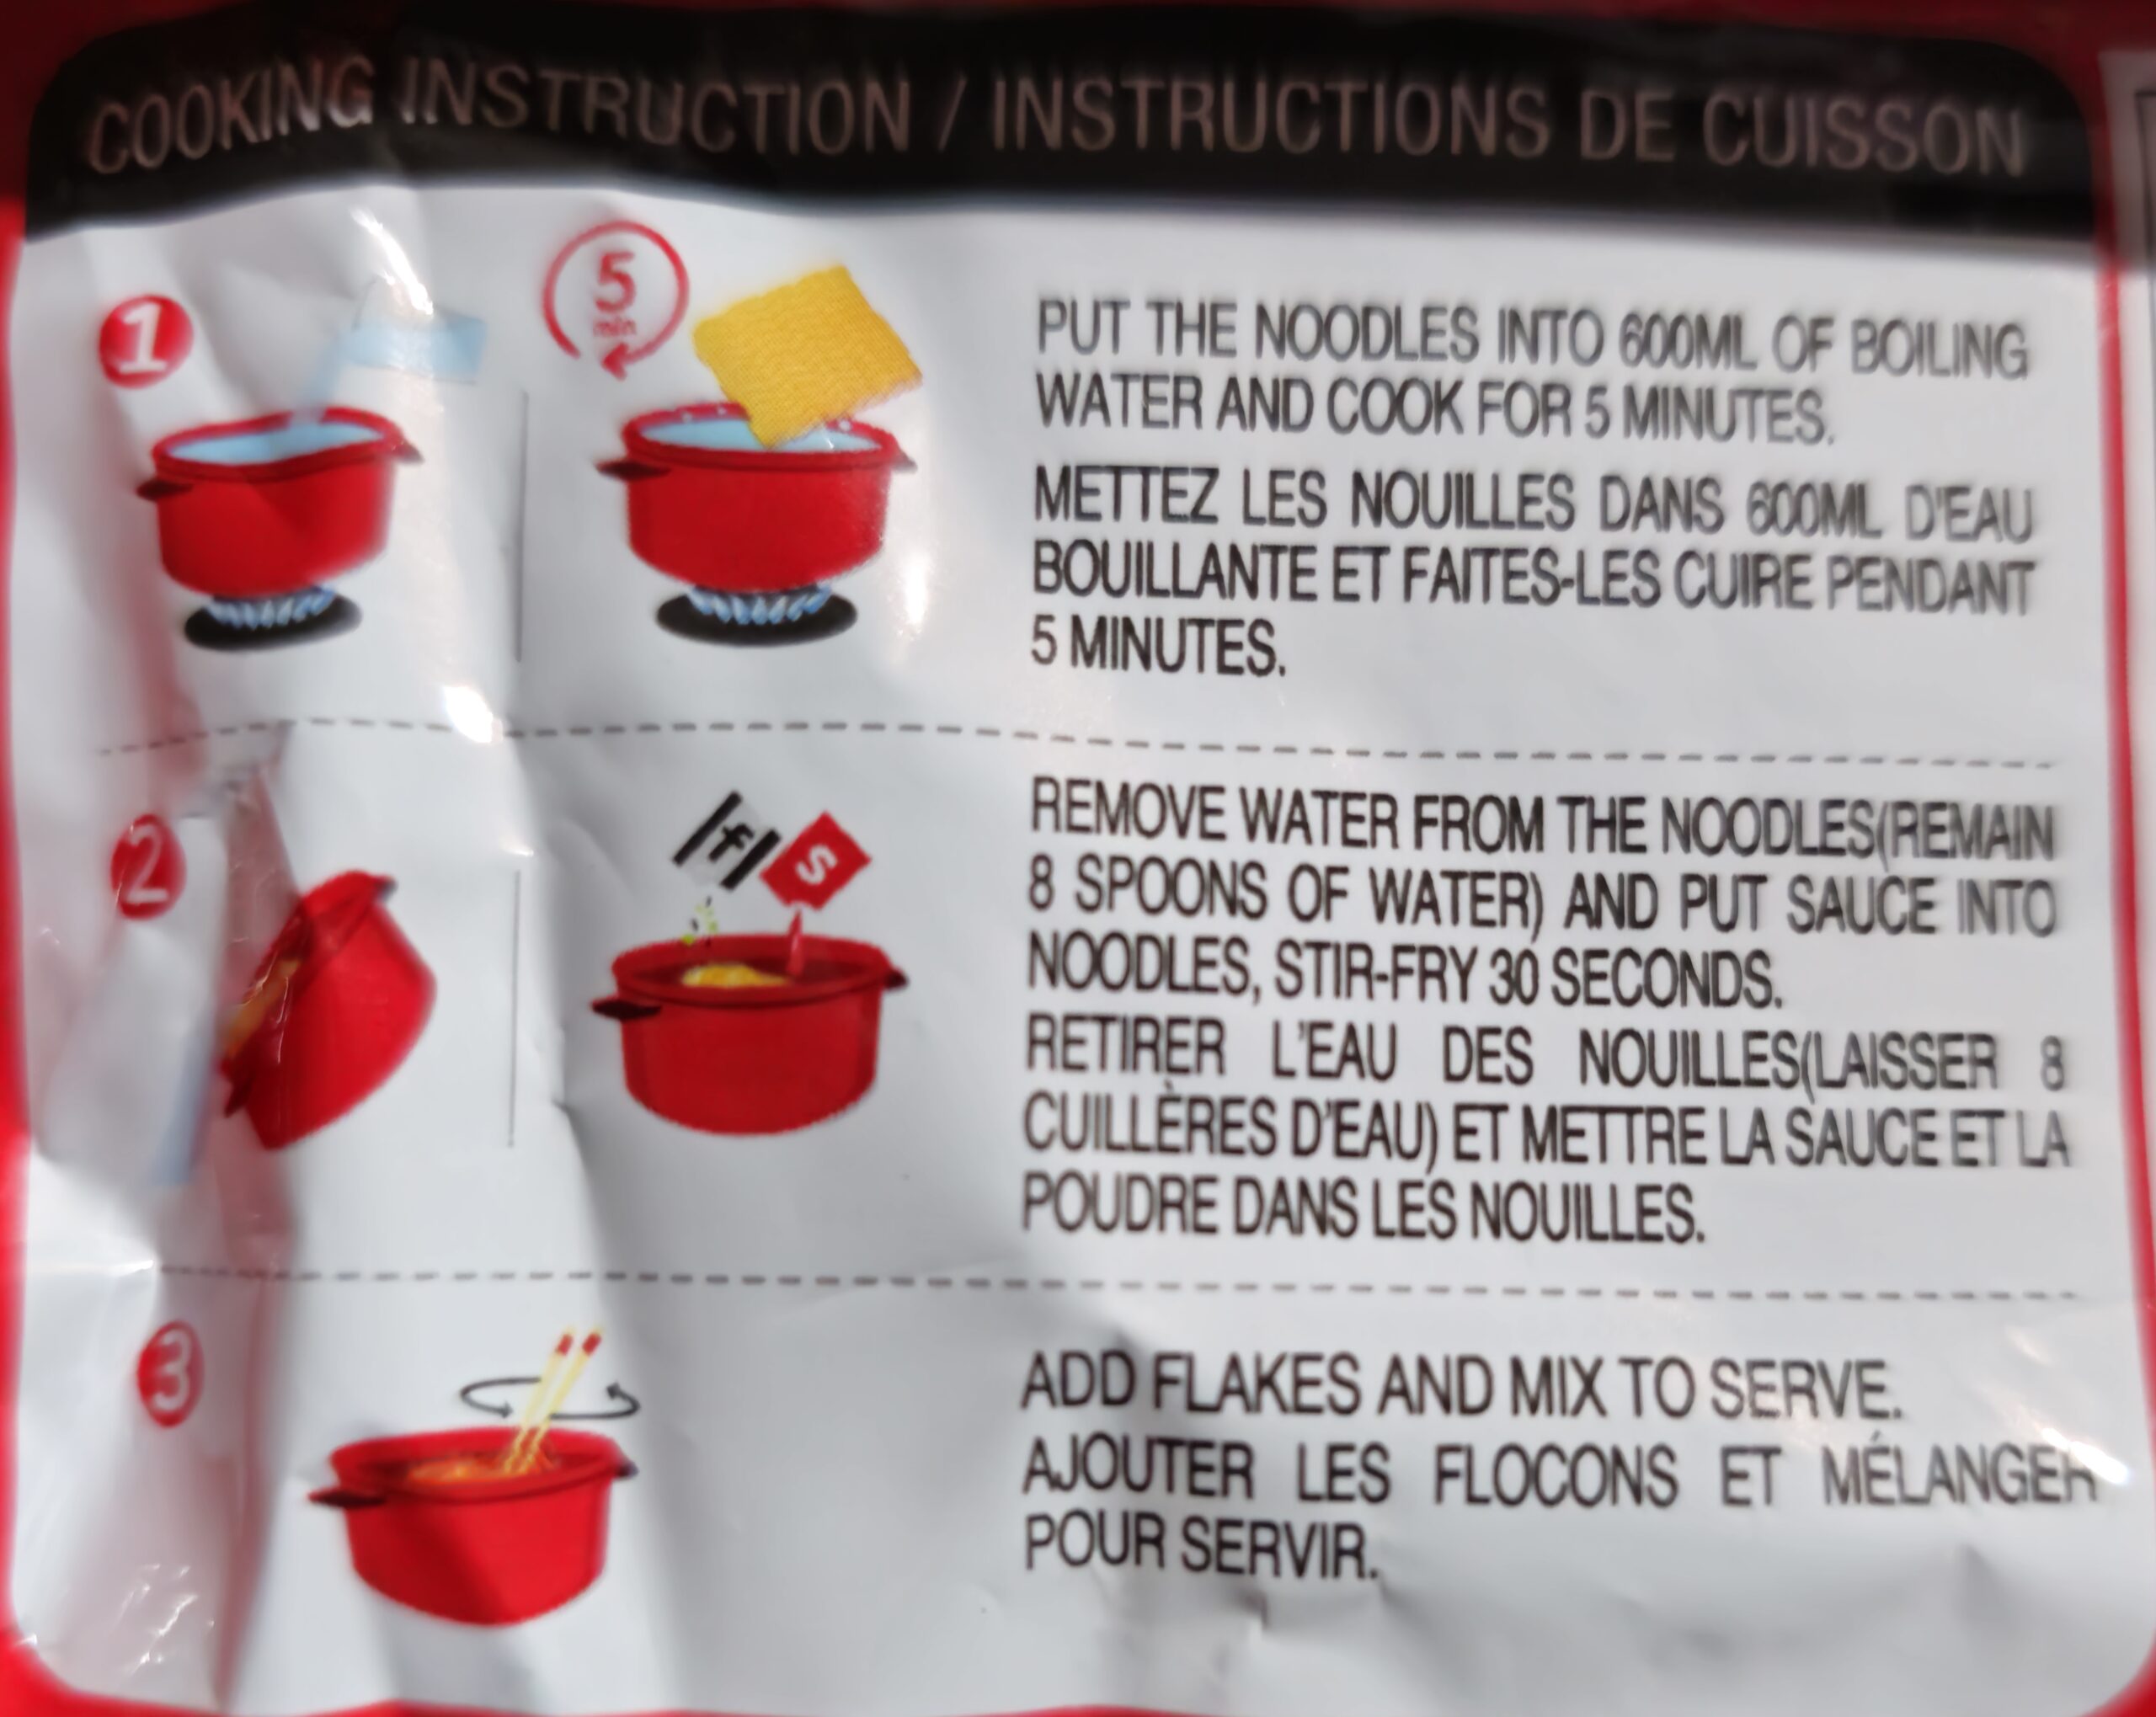 COOKING INSTRUCTION / INSTRUCTIONS DE CUISSON
1
5
min
PUT THE NOODLES INTO 600ML OF BOILING
WATER AND COOK FOR 5 MINUTES.
METTEZ LES NOUILLES DANS 600ML D'EAU
BOUILLANTE ET FAITES-LES CUIRE PENDANT
5 MINUTES.
2
f
S
REMOVE WATER FROM THE NOODLES(REMAIN
8 SPOONS OF WATER) AND PUT SAUCE INTO
NOODLES, STIR-FRY 30 SECONDS.
RETIRER L'EAU DES NOUILLES(LAISSER 8
CUILLÈRES D'EAU) ET METTRE LA SAUCE ET LA
POUDRE DANS LES NOUILLES.
3
ADD FLAKES AND MIX TO SERVE.
AJOUTER LES FLOCONS ET MÉLANGER
POUR SERVIR.